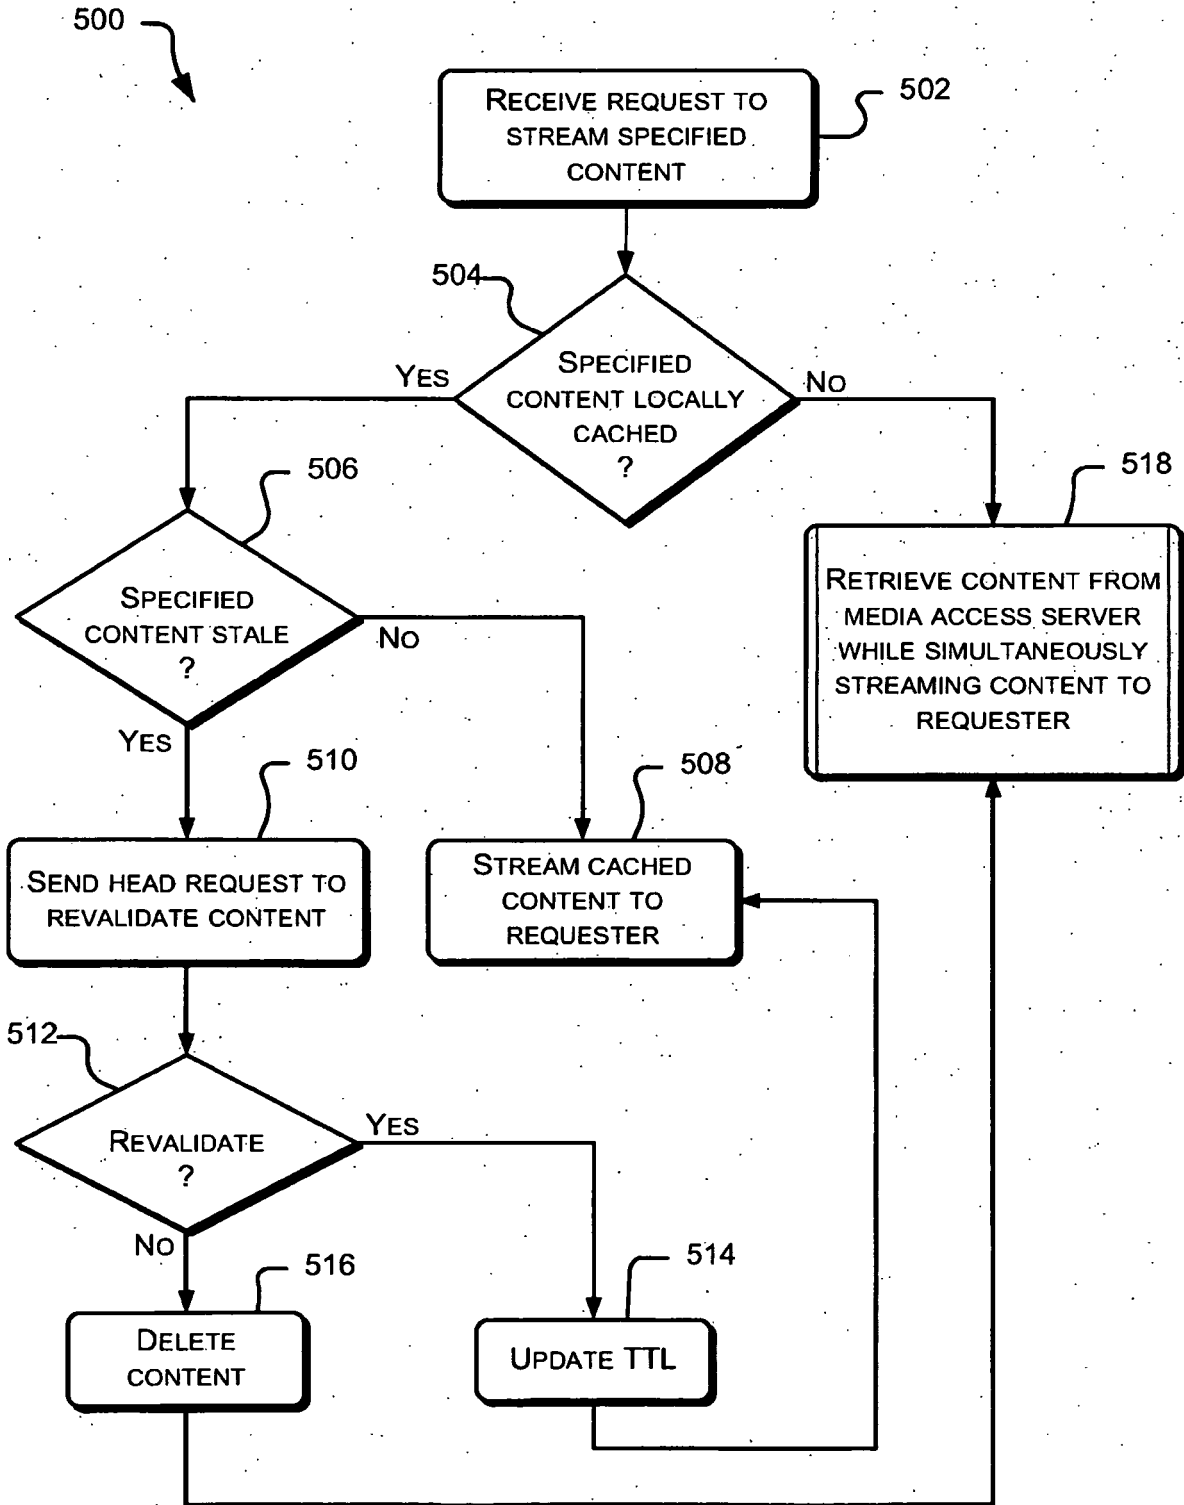 500
RECEIVE REQUEST TO
STREAM SPECIFIED
CONTENT
502
504
SPECIFIED
CONTENT LOCALLY
CACHED
?
YES
NO
506
518
SPECIFIED
CONTENT STALE
?
NO
YES
RETRIEVE CONTENT FROM
MEDIA ACCESS SERVER
WHILE SIMULTANEOUSLY
STREAMING CONTENT TO
REQUESTER
510
508
SEND HEAD REQUEST TO
REVALIDATE CONTENT
STREAM CACHED
CONTENT TO
REQUESTER
512
REVALIDATE
?
YES
NO
516
514
DELETE
CONTENT
UPDATE TTL